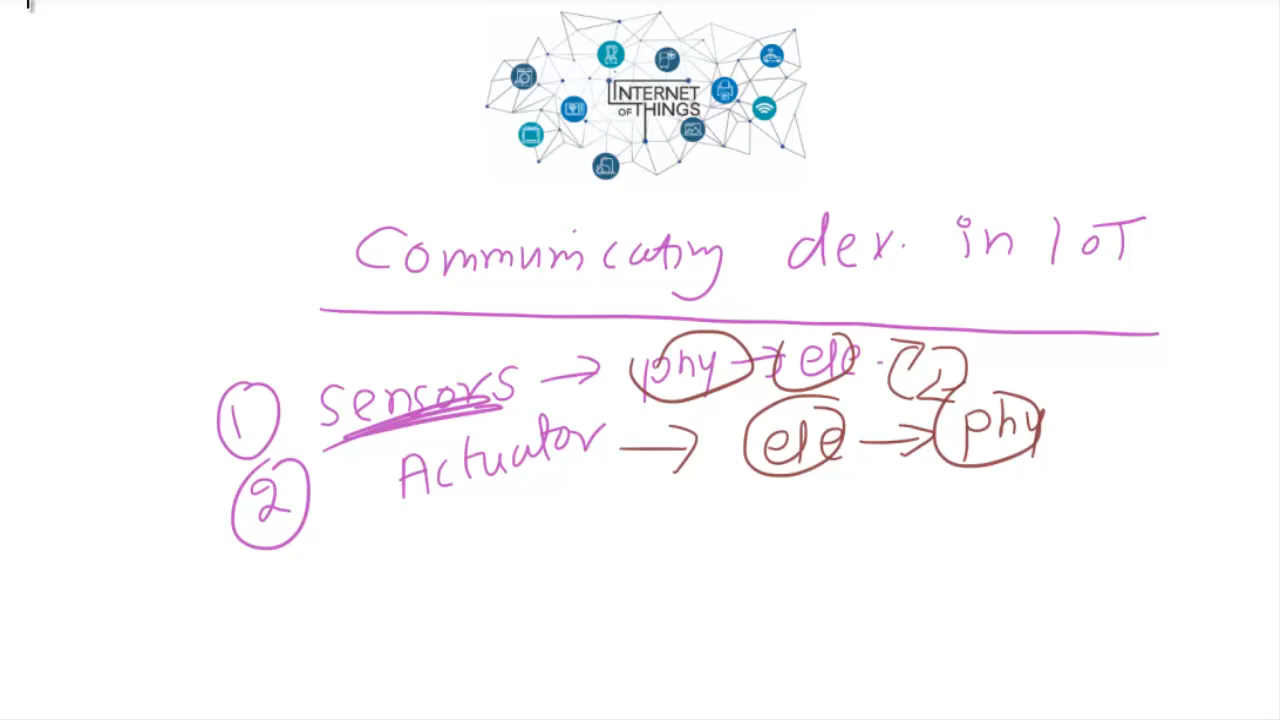 INTERNET
OF THINGS
Communicating dev. in IoT
1 Sensors → phy → ele.
2 Actuator → ele → phy